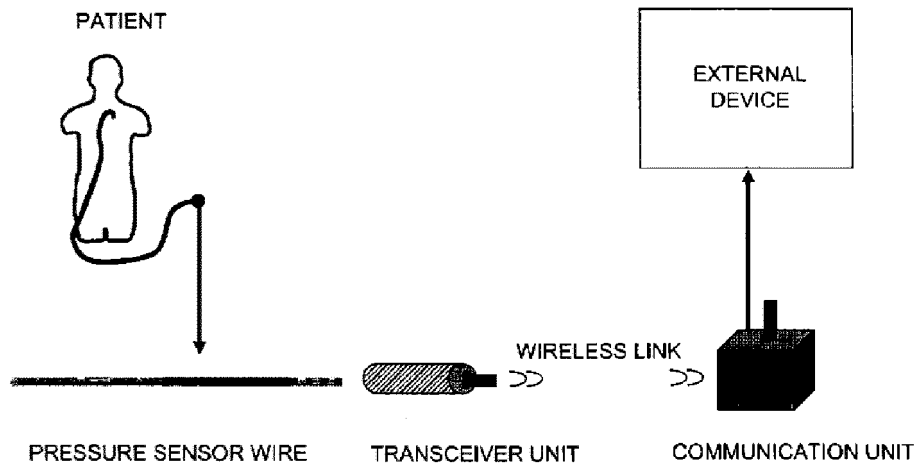 PATIENT
EXTERNAL
DEVICE
WIRELESS LINK
PRESSURE SENSOR WIRE
TRANSCEIVER UNIT
COMMUNICATION UNIT